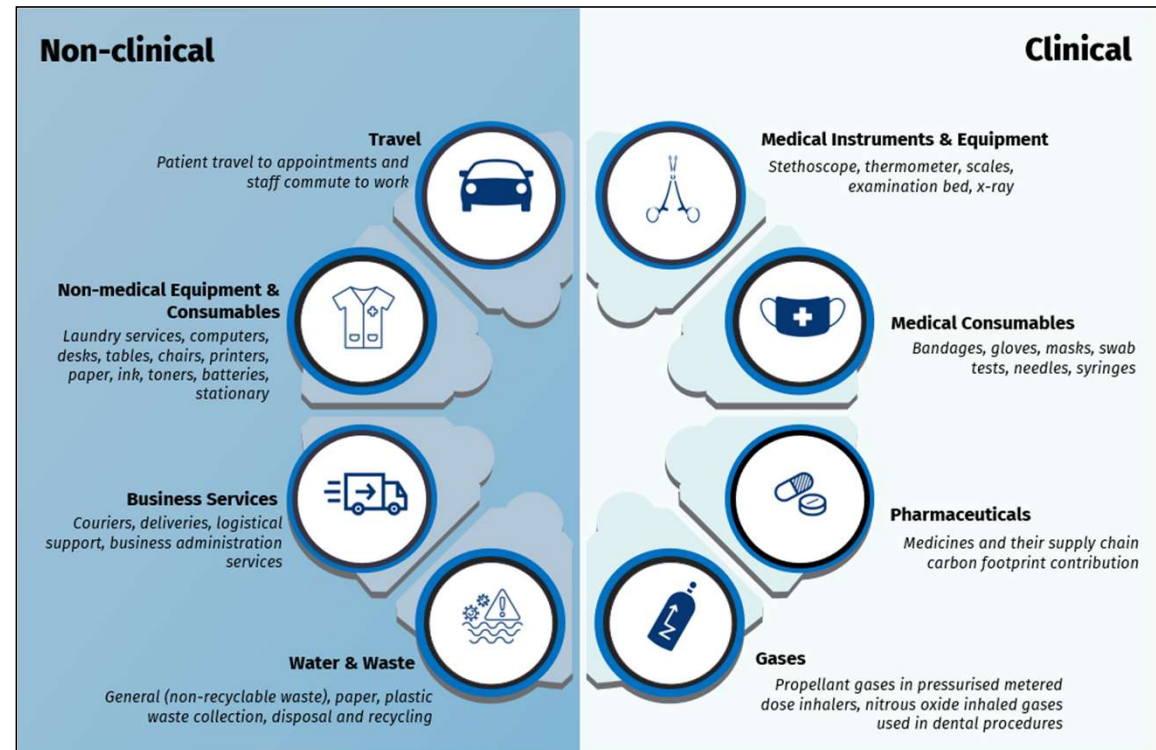 Non-clinical
Clinical
Travel
Patient travel to appointments and
staff commute to work
Non-medical Equipment &
Consumables
Laundry services, computers,
desks, tables, chairs, printers,
paper, ink, toners, batteries,
stationary
Business Services
Couriers, deliveries, logistical
support, business administration
services
Water & Waste
General (non-recyclable waste), paper, plastic
waste collection, disposal and recycling
Medical Instruments & Equipment
Stethoscope, thermometer, scales,
examination bed, x-ray
Medical Consumables
Bandages, gloves, masks, swab
tests, needles, syringes
Pharmaceuticals
Medicines and their supply chain
carbon footprint contribution
Gases
Propellant gases in pressurised metered
dose inhalers, nitrous oxide inhaled gases
used in dental procedures